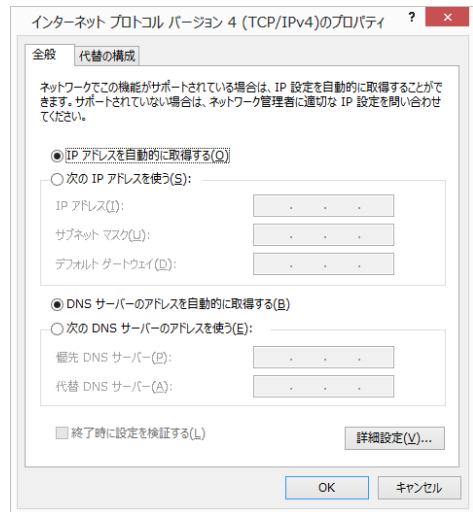 インターネット プロトコル バージョン 4 (TCP/IPv4)のプロパティ
全般
代替の構成
ネットワークでこの機能がサポートされている場合は、IP 設定を自動的に取得することがで
きます。サポートされていない場合は、ネットワーク管理者に適切な IP 設定を問い合わせ
てください。
IP アドレスを自動的に取得する(O)
次の IP アドレスを使う(S):
IP アドレス(I):
サブネット マスク(U):
デフォルト ゲートウェイ(D):
DNS サーバーのアドレスを自動的に取得する(B)
次の DNS サーバーのアドレスを使う(E):
優先 DNS サーバー(P):
代替 DNS サーバー(A):
終了時に設定を検証する(L)
詳細設定(V)...
OK
キャンセル